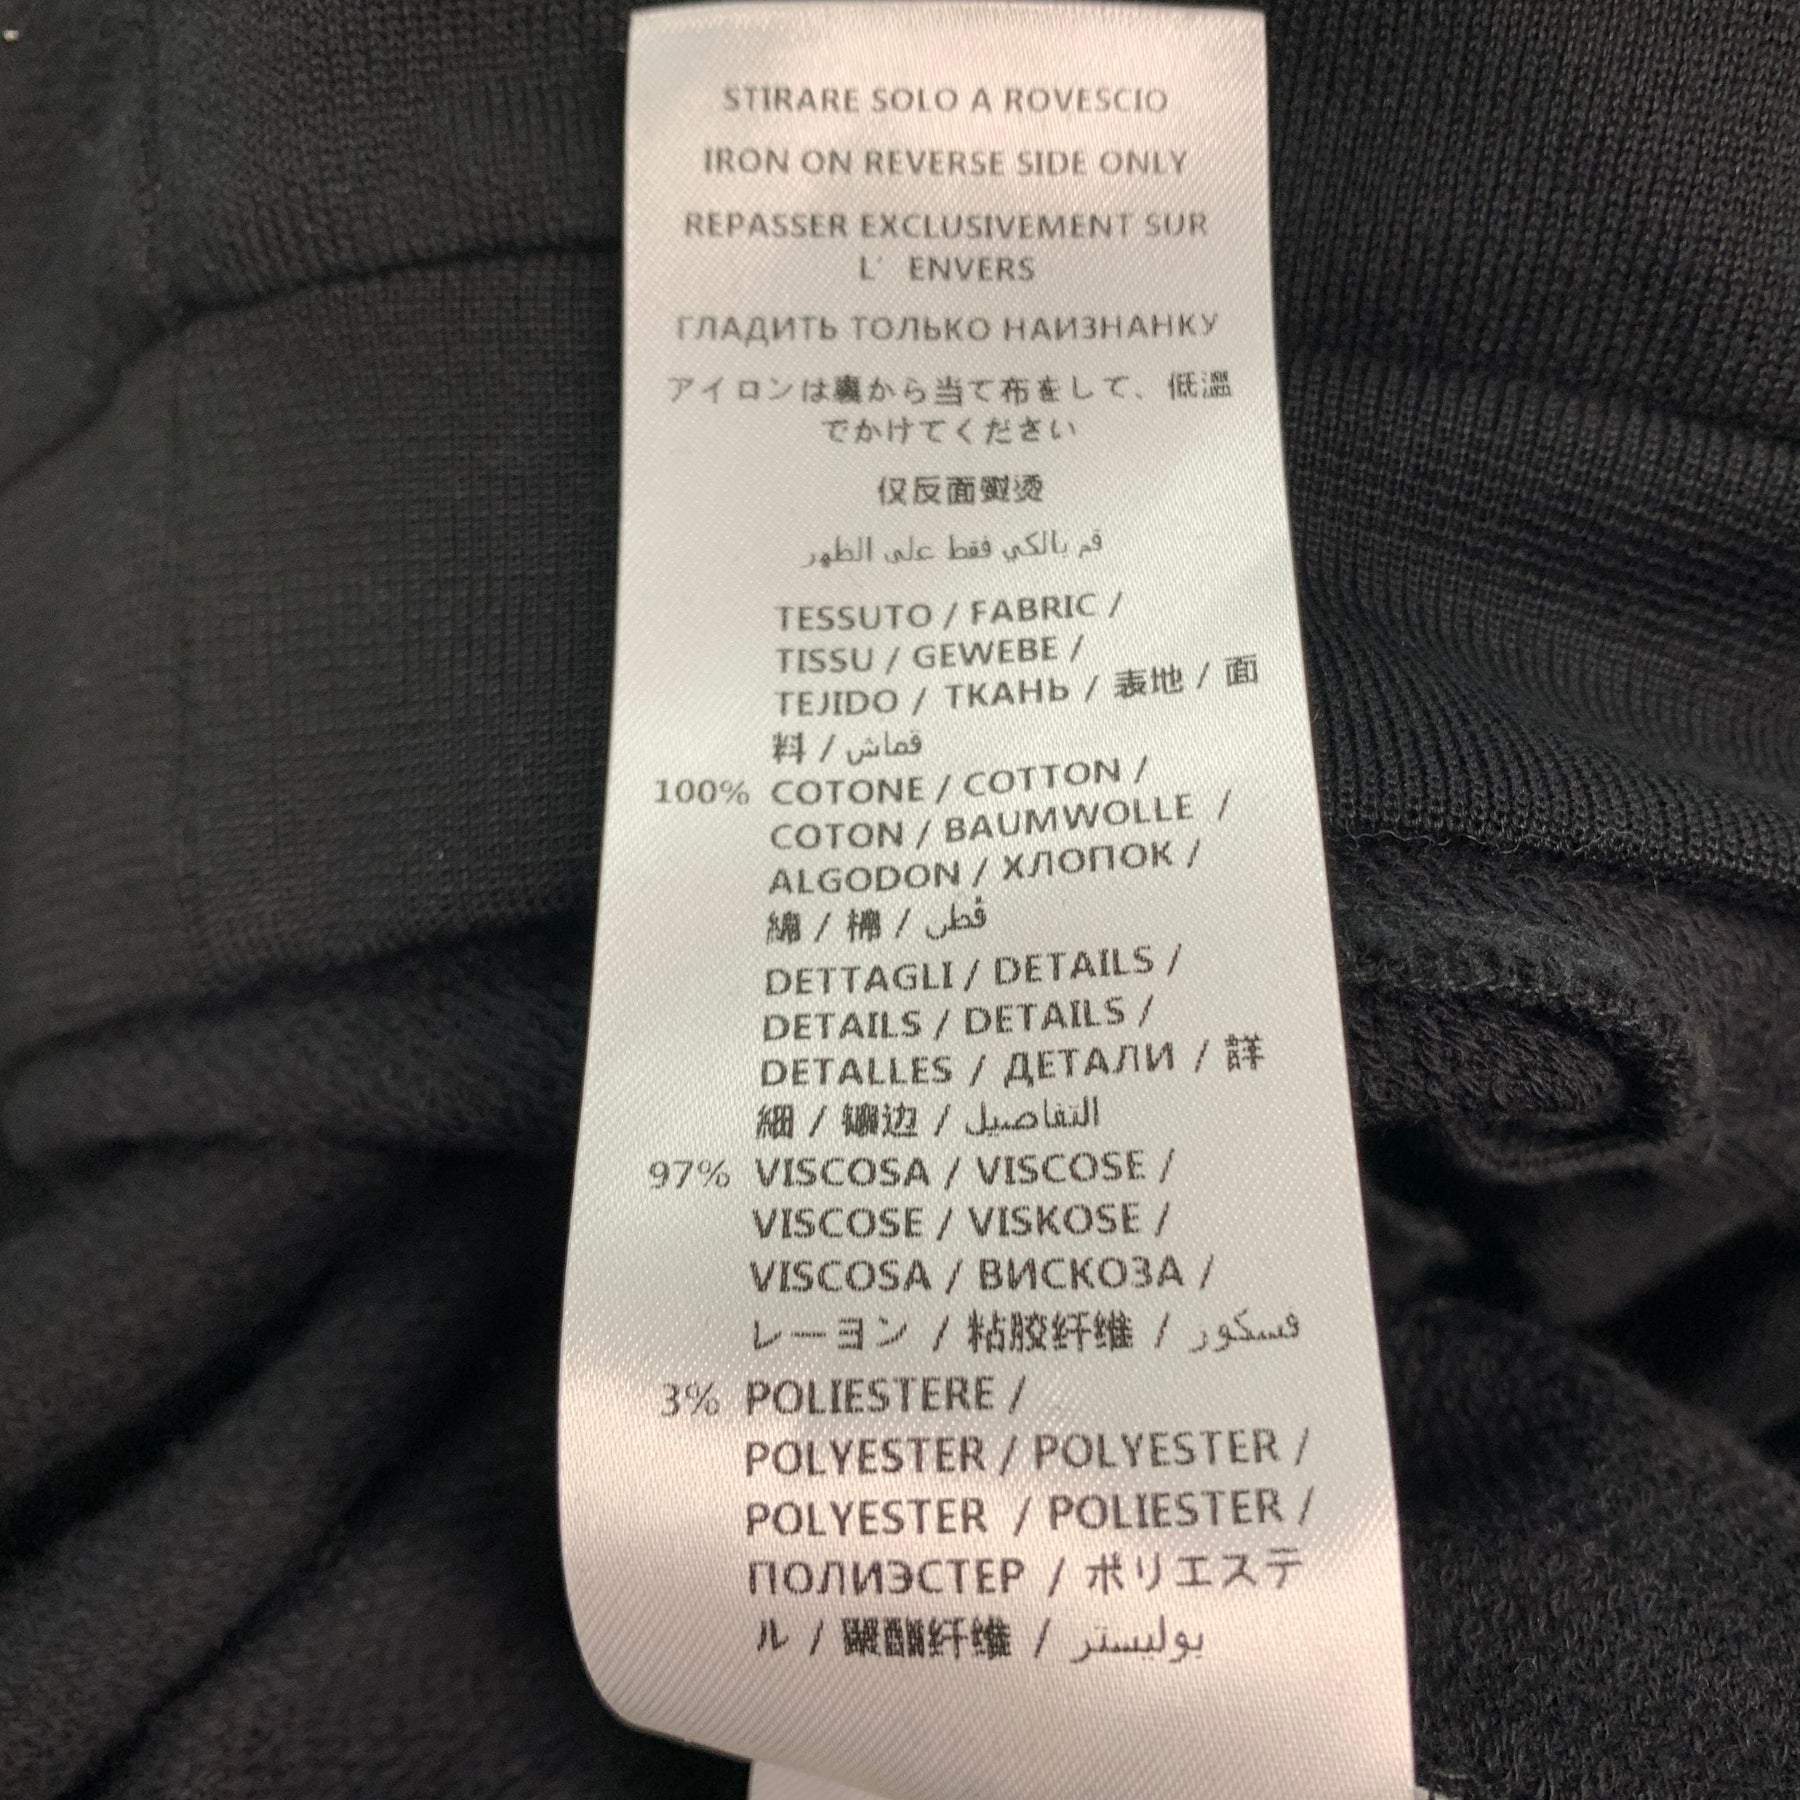 STIRARE SOLO A ROVESCIO
IRON ON REVERSE SIDE ONLY
REPASSER EXCLUSIVEMENT SUR
L' ENVERS
ГЛАДИТЬ ТОЛЬКО НАИЗНАНКУ
アイロンは裏から当て布をして、低温
でかけてください
仅反面熨烫
قم بالكي فقط على الظهر
TESSUTO / FABRIC /
TISSU / GEWEBE /
TEJIDO / ТКАНЬ / 表地 / 面
料 / قماش
100% COTONE / COTTON /
COTON / BAUMWOLLE /
ALGODON / ХЛОПОК /
綿 / 棉 / قُطن
DETTAGLI / DETAILS /
DETAILS / DETAILS /
DETALLES / ДЕТАЛИ / 詳
細 / 镶边 / التفاصيل
97% VISCOSA / VISCOSE /
VISCOSE / VISKOSE /
VISCOSA / ВИСКОЗА /
レーヨン / 粘胶纤维 / فسكور
3% POLIESTERE /
POLYESTER / POLYESTER /
POLYESTER / POLIESTER /
ПОЛИЭСТЕР / ポリエステ
ル / 聚酯纤维 / بوليستر